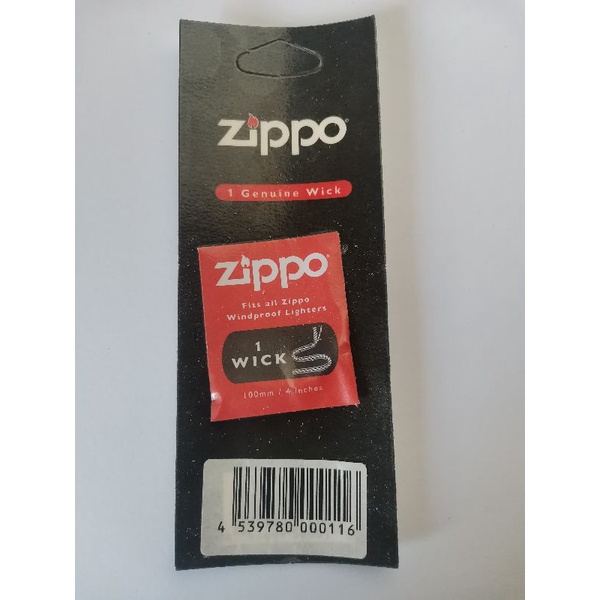 zippo
1 Genuine Wick
zippo
Fits all Zippo
Windproof Lighters
1
WICK
100mm / 4 inches
4 539780 000116